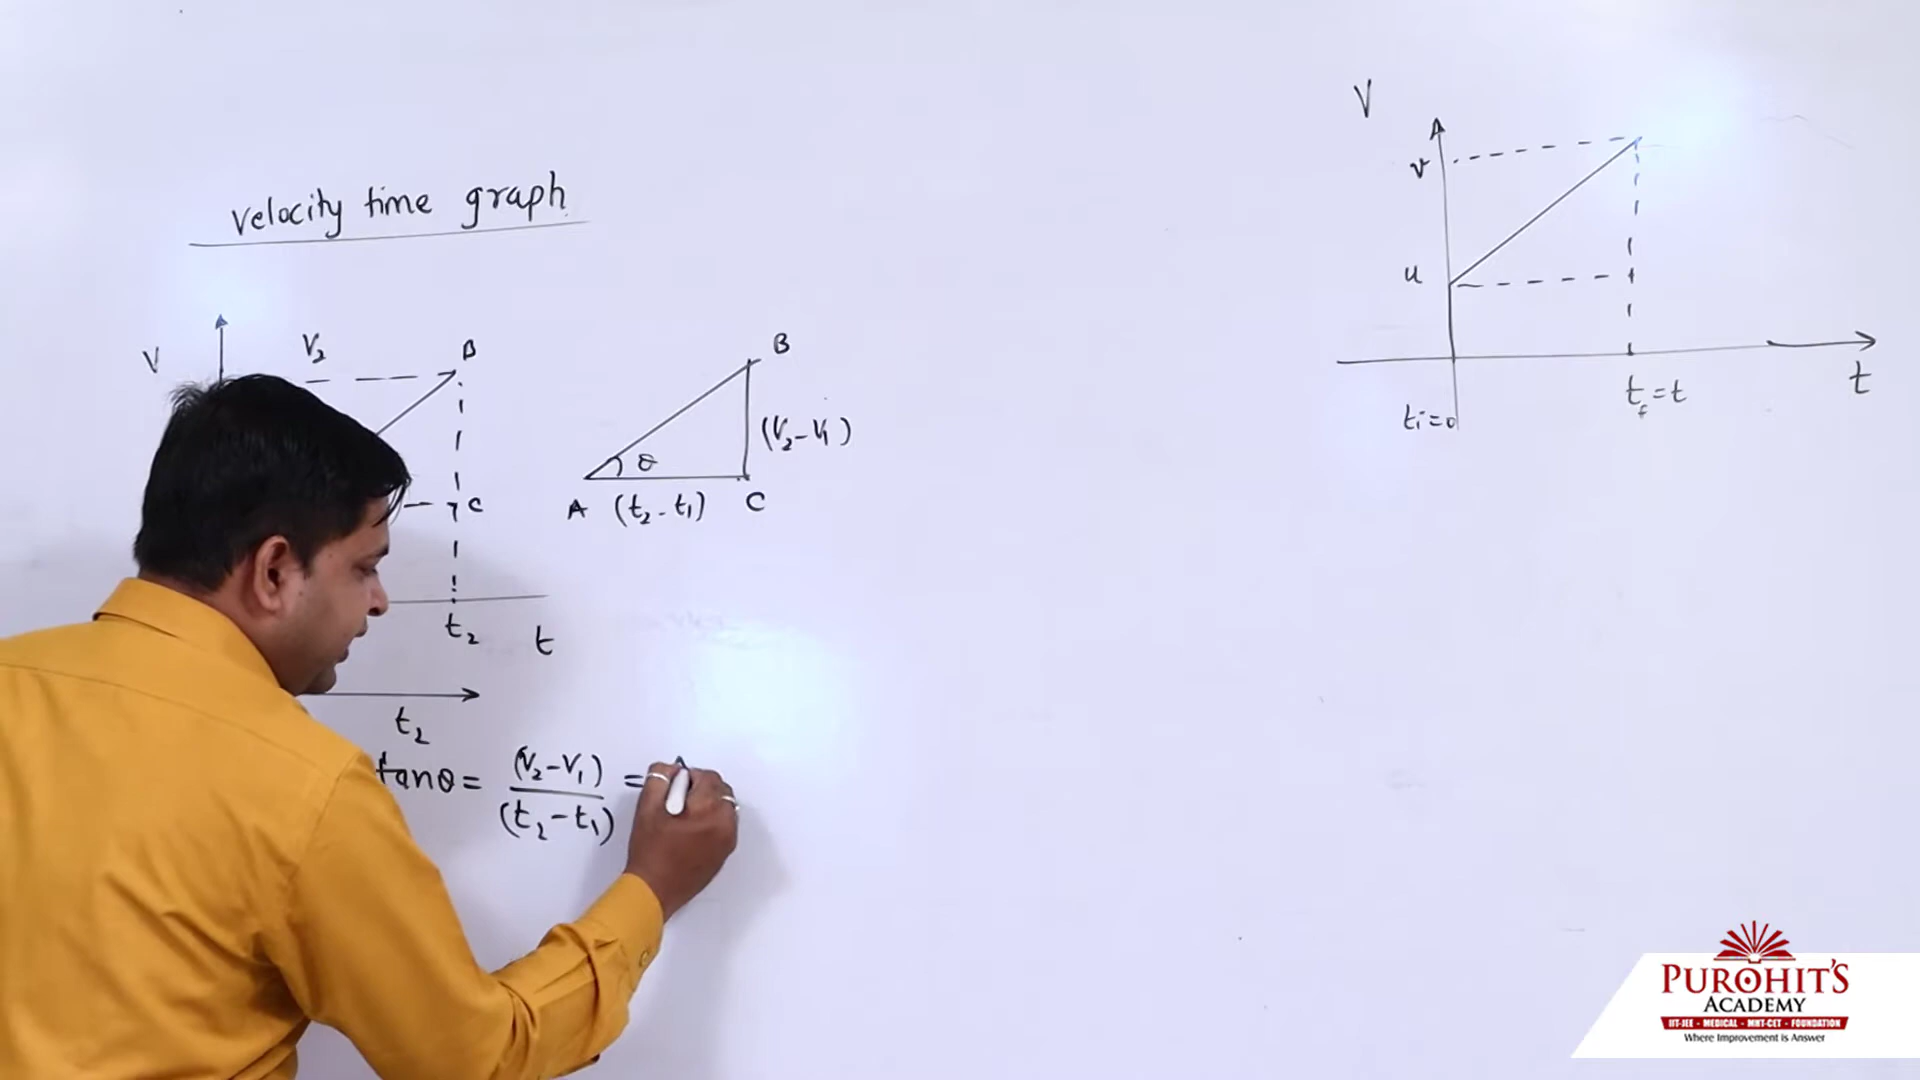 Velocity time graph
V
V₂
B
C
t₂
t
t₂
B
(V₂-V₁)
θ
A (t₂-t₁) C
tanθ = (V₂-V₁) / (t₂-t₁) =
V
v
u
tᵢ=0
t_f=t
t
PUROHIT'S
ACADEMY
IIT-JEE • MEDICAL • MHT-CET • FOUNDATION
Where Improvement is Answer